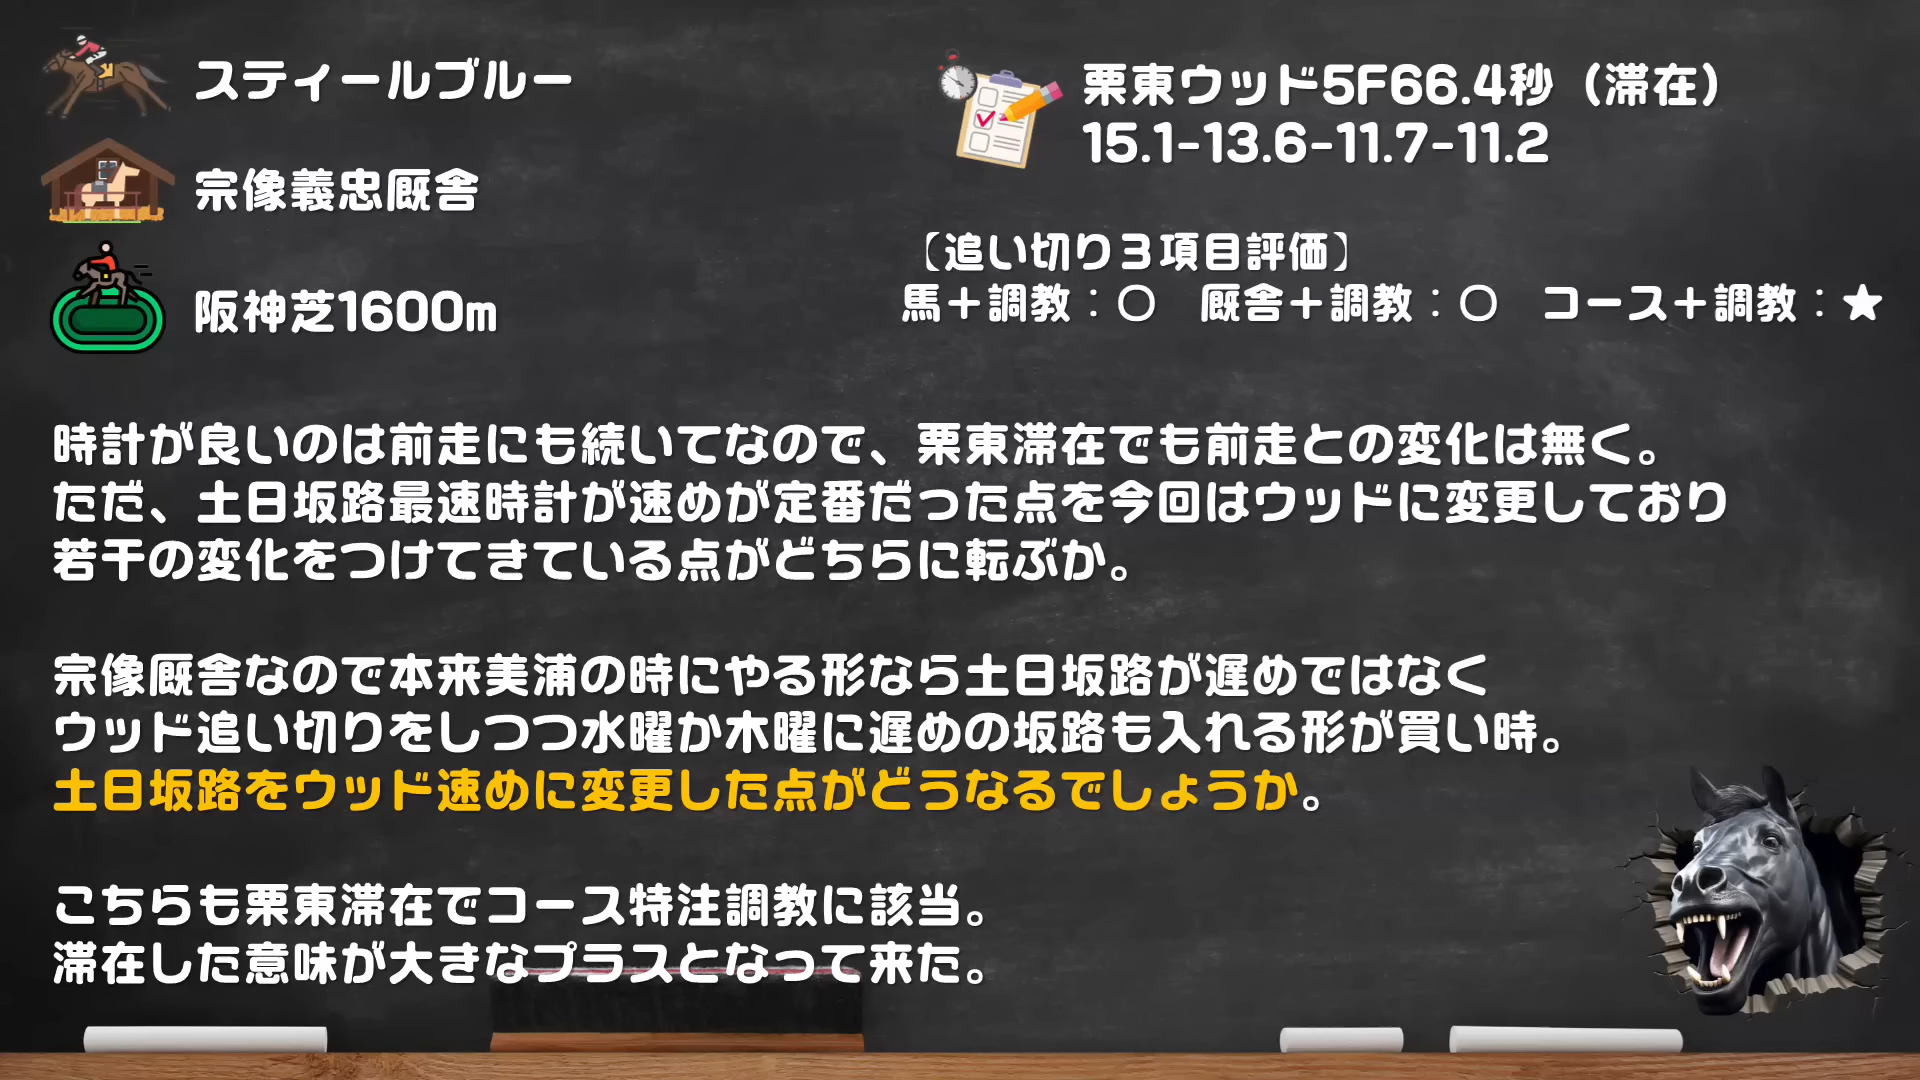 スティールブルー
宗像義忠厩舎
阪神芝1600m
栗東ウッド5F66.4秒（滞在）
15.1-13.6-11.7-11.2
【追い切り３項目評価】
馬＋調教：〇　厩舎＋調教：〇　コース＋調教：★
時計が良いのは前走にも続いてなので、栗東滞在でも前走との変化は無く。
ただ、土日坂路最速時計が速めが定番だった点を今回はウッドに変更しており
若干の変化をつけてきている点がどちらに転ぶか。
宗像厩舎なので本来美浦の時にやる形なら土日坂路が遅めではなく
ウッド追い切りをしつつ水曜か木曜に遅めの坂路も入れる形が買い時。
土日坂路をウッド速めに変更した点がどうなるでしょうか。
こちらも栗東滞在でコース特注調教に該当。
滞在した意味が大きなプラスとなって来た。